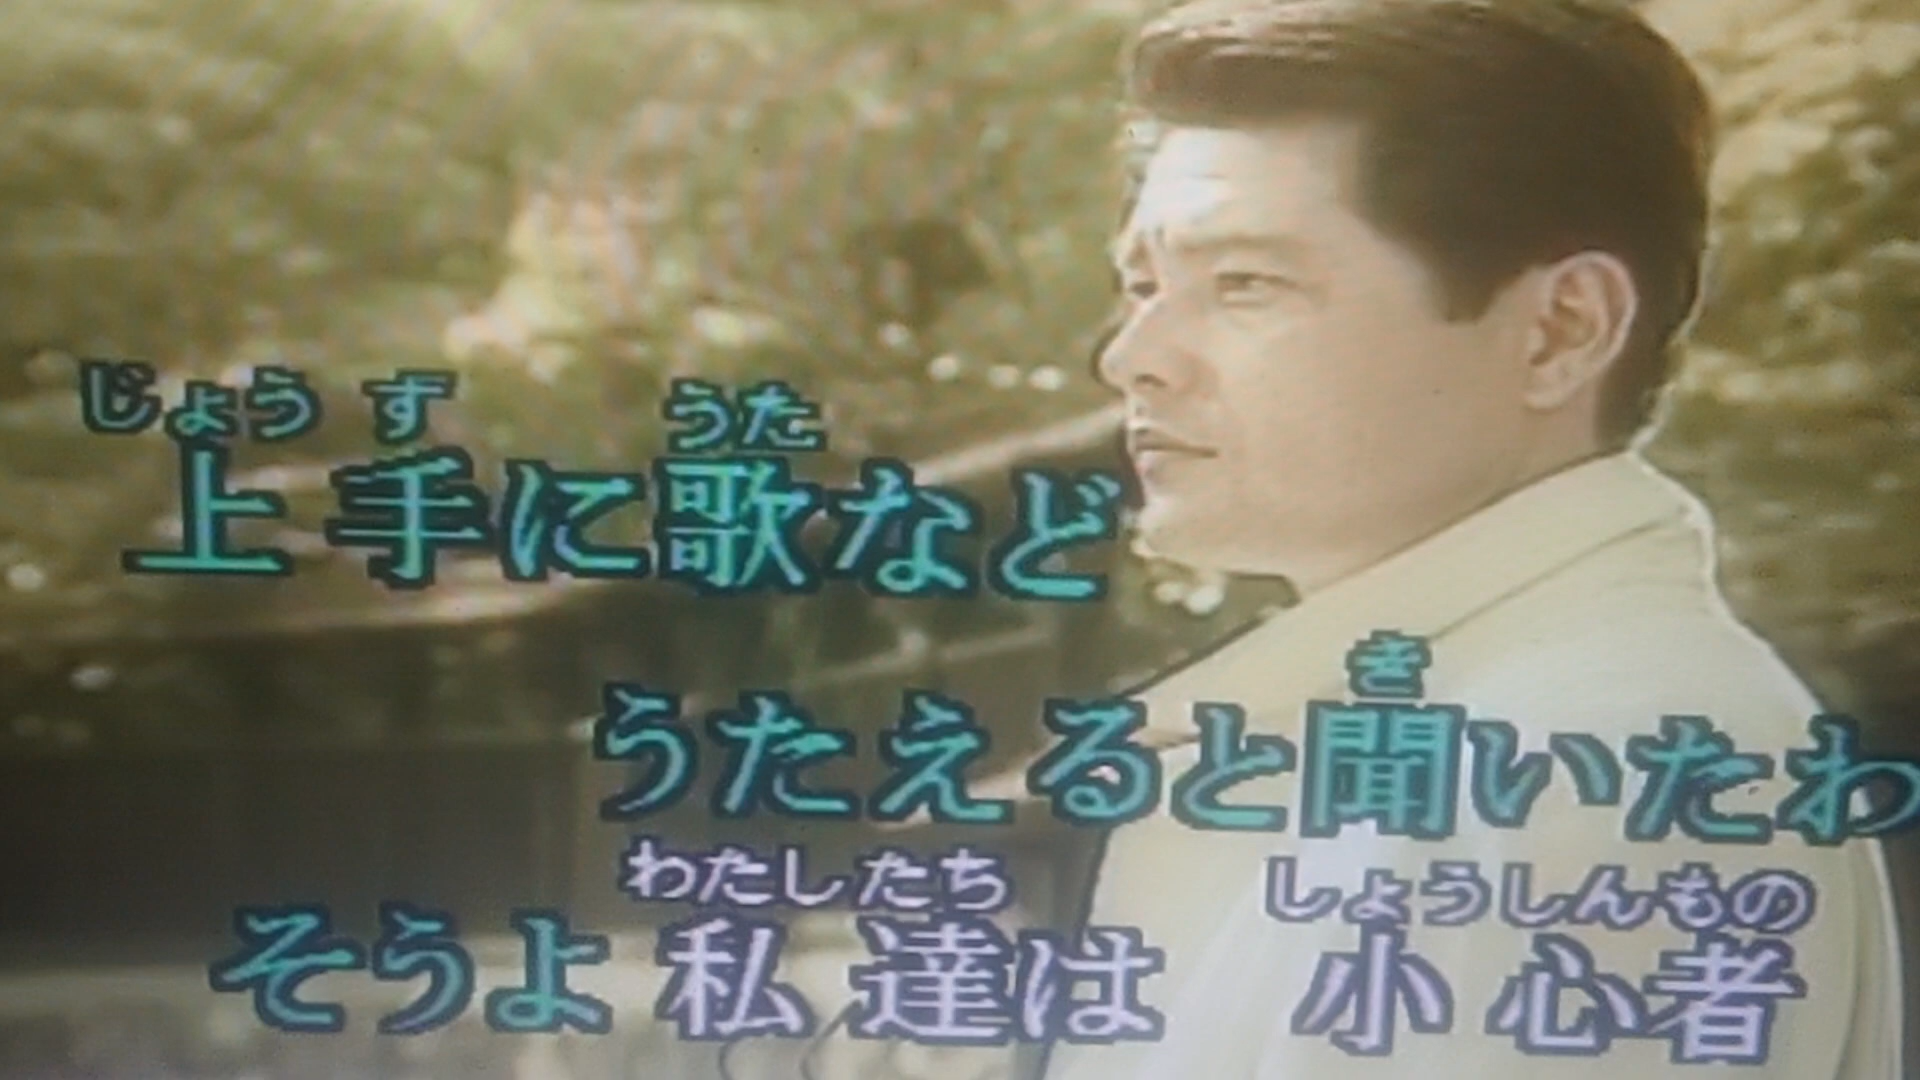 じょうず うた
上手に歌など
き
うたえると聞いたわ
わたしたち しょうしんもの
そうよ私達は 小心者